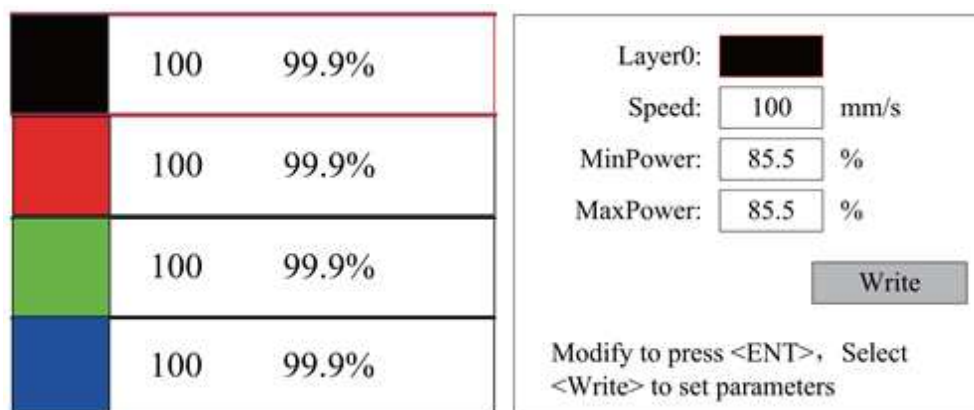 100 99.9%
100 99.9%
100 99.9%
100 99.9%
Layer0:
Speed: 100 mm/s
MinPower: 85.5 %
MaxPower: 85.5 %
Write
Modify to press <ENT>, Select
<Write> to set parameters